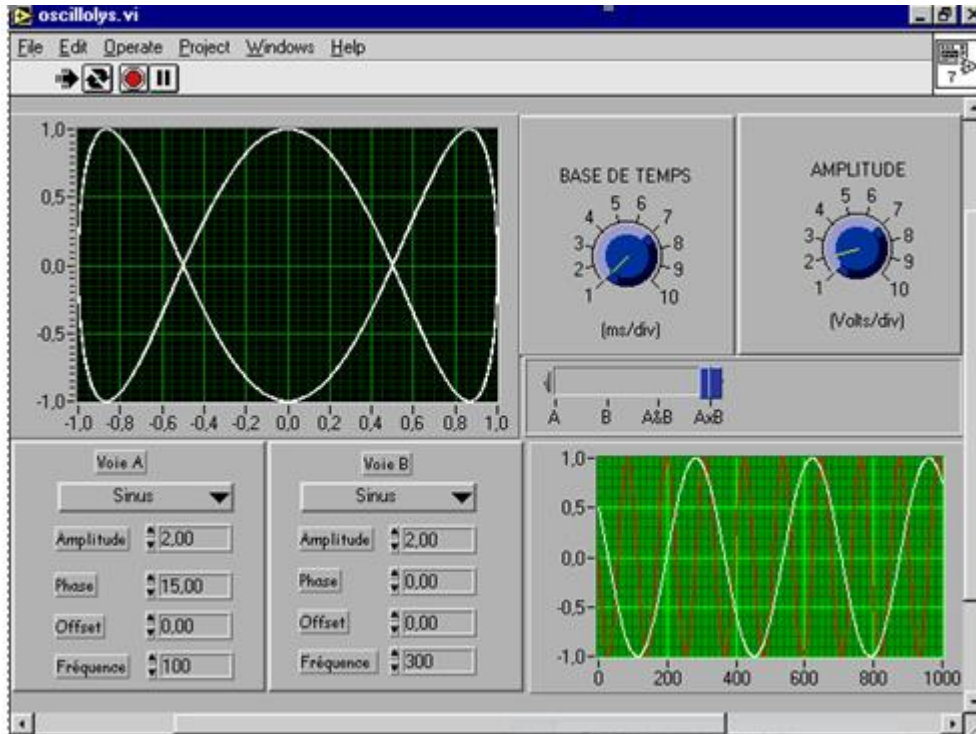 oscillolys.vi
File Edit Operate Project Windows Help
7
1,0
0,5
0,0
-0,5
-1,0
-1,0 -0,8 -0,6 -0,4 -0,2 0,0 0,2 0,4 0,6 0,8 1,0
BASE DE TEMPS
1 2 3 4 5 6 7 8 9 10
(ms/div)
AMPLITUDE
1 2 3 4 5 6 7 8 9 10
(Volts/div)
A B A&B AxB
Voie A
Sinus
Amplitude 2,00
Phase 15,00
Offset 0,00
Fréquence 100
Voie B
Sinus
Amplitude 2,00
Phase 0,00
Offset 0,00
Fréquence 300
1,0
0,5
0,0
-0,5
-1,0
0 200 400 600 800 1000